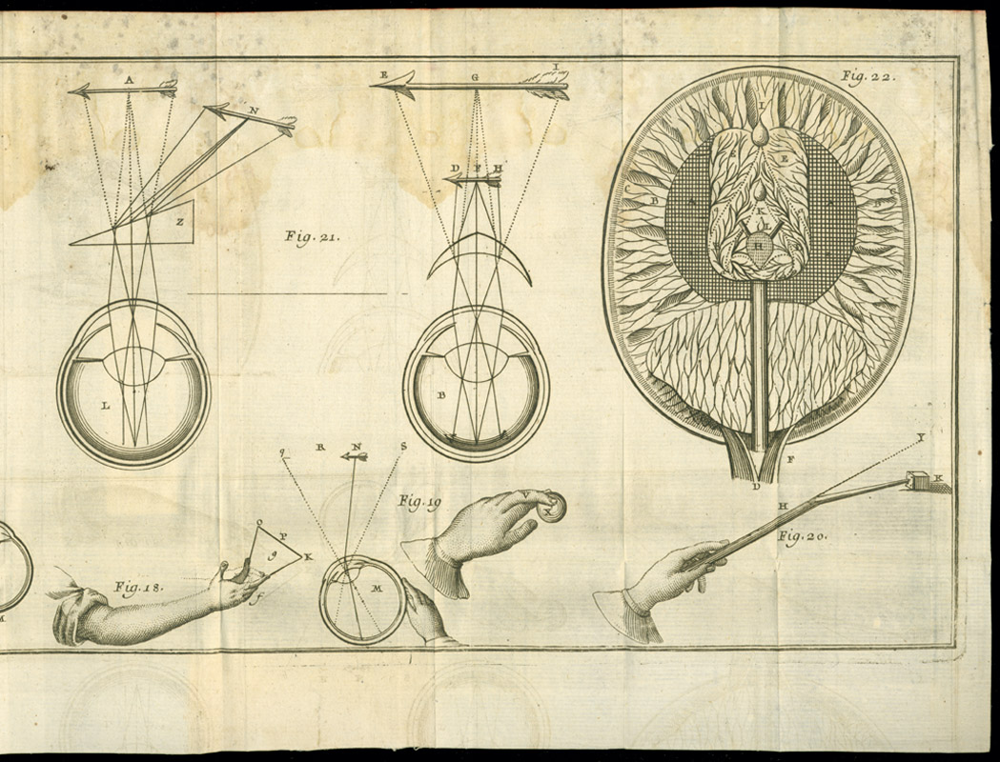 Fig. 22.
E
G
I
A
N
D
F
H
Z
Fig. 21.
I
E
E
C
B
K
L
H
L
B
R
N
S
q
Fig. 19
F
D
Y
K
V
X
H
Fig. 20.
O
P
g
K
f
Fig. 18.
M
M